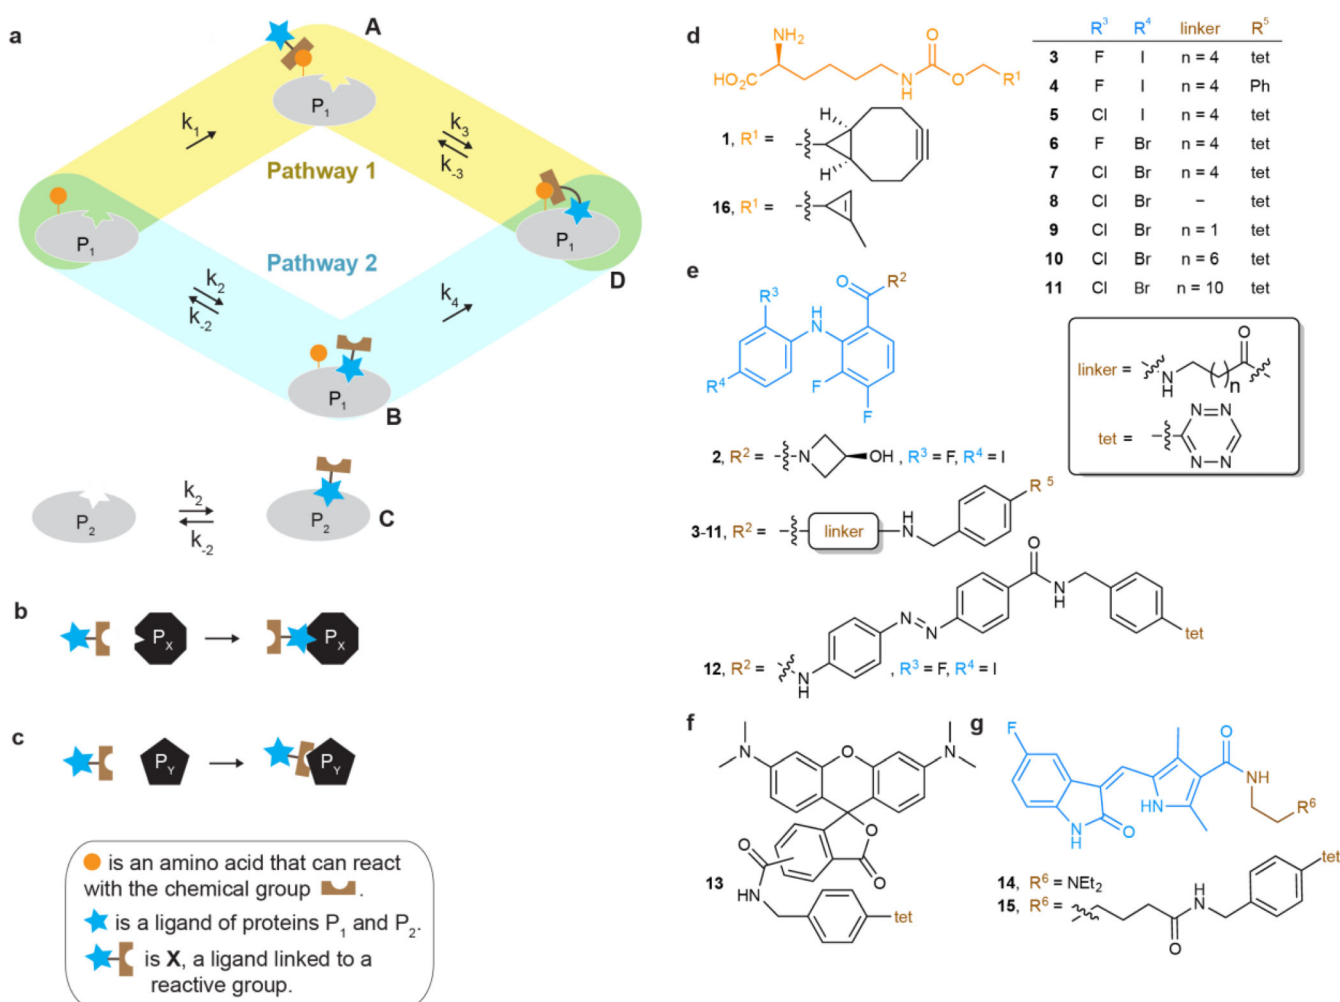 a
A
P1
k1
k3
k-3
Pathway 1
P1
P1
D
Pathway 2
k2
k-2
k4
P1
B
P2
k2
k-2
P2
C
b
PX
PX
c
PY
PY
is an amino acid that can react
with the chemical group .
is a ligand of proteins P1 and P2.
is X, a ligand linked to a
reactive group.
d
NH2
HO2C
N
H
O
O
R1
1, R1 =
H
H
16, R1 =
R3 R4 linker R5
3 F I n = 4 tet
4 F I n = 4 Ph
5 Cl I n = 4 tet
6 F Br n = 4 tet
7 Cl Br n = 4 tet
8 Cl Br – tet
9 Cl Br n = 1 tet
10 Cl Br n = 6 tet
11 Cl Br n = 10 tet
linker =
N
H
n
O
tet =
N=N
N N
e
R3
R4
H
N
O
R2
F
F
2, R2 = N OH , R3 = F, R4 = I
3-11, R2 = linker
H
N
R5
12, R2 =
N
H
N
N
O
N
H
tet
, R3 = F, R4 = I
f
N
O
N
O
O
O
HN
tet
13
g
F
N
H
O
HN
O
NH
R6
14, R6 = NEt2
15, R6 =
O
H
N
tet